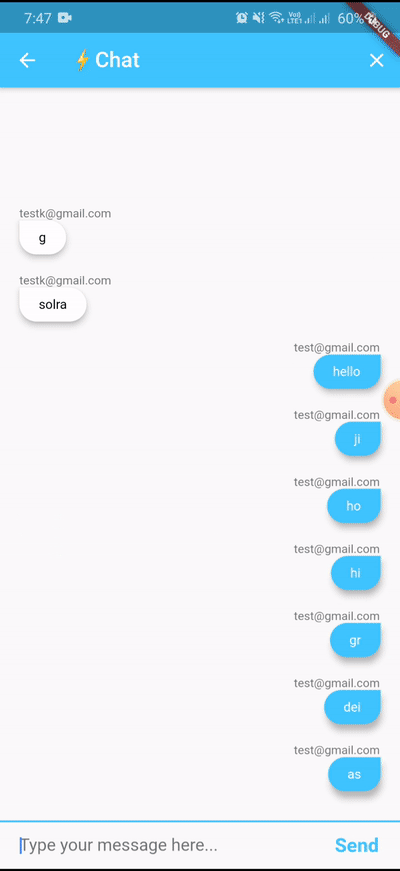 7:47 Vo) LTE1 60%
DEBUG
⚡Chat
testk@gmail.com
g
testk@gmail.com
solra
test@gmail.com
hello
test@gmail.com
ji
test@gmail.com
ho
test@gmail.com
hi
test@gmail.com
gr
test@gmail.com
dei
test@gmail.com
as
Type your message here... Send